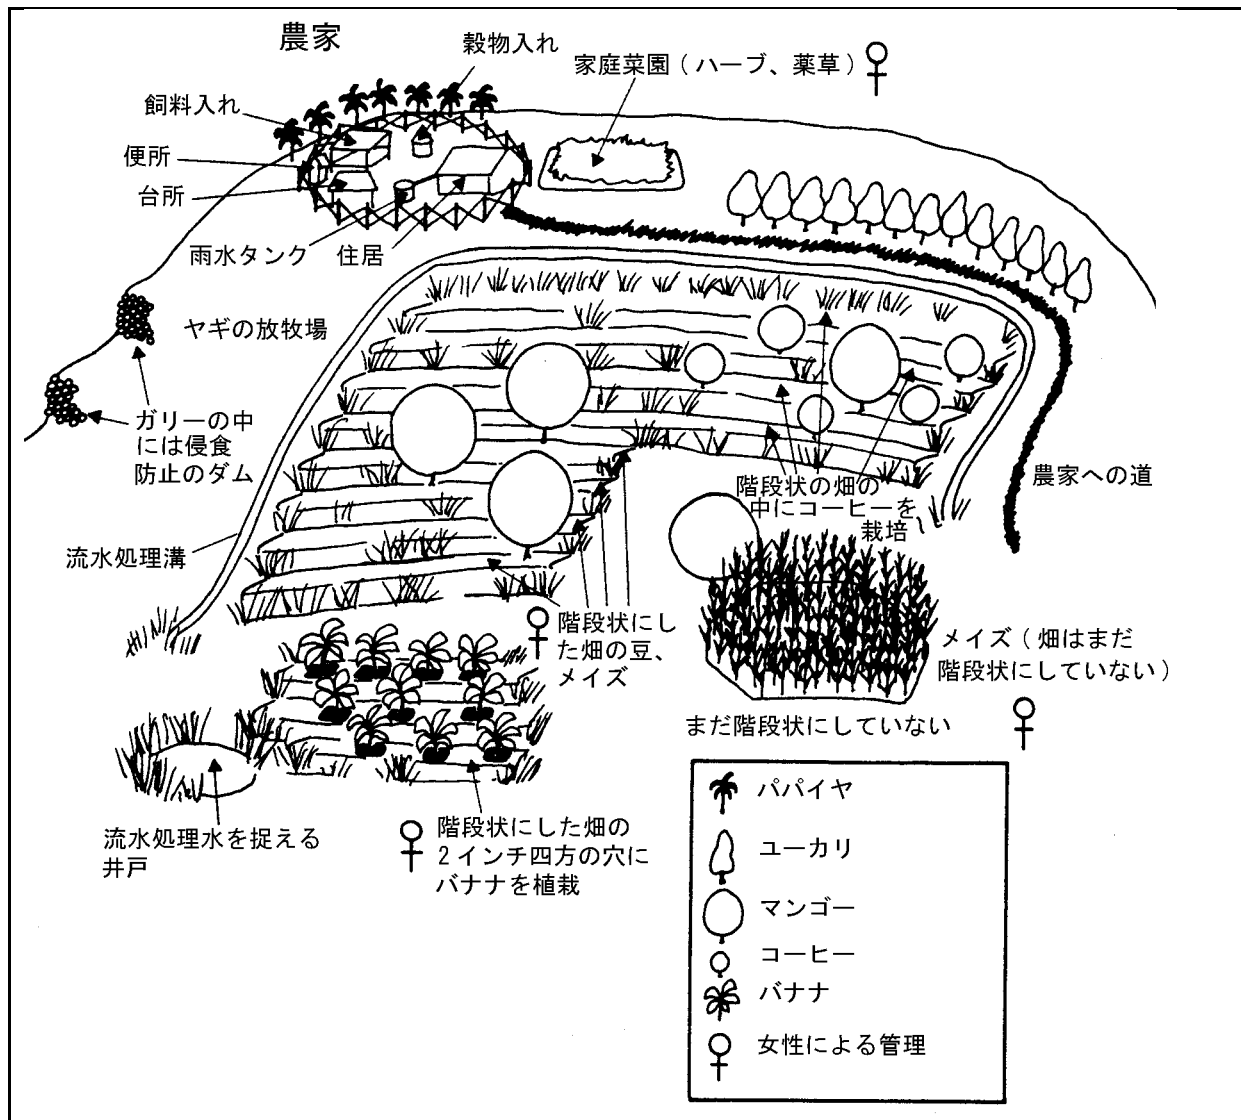 農家
穀物入れ
家庭菜園（ハーブ、薬草）♀
飼料入れ
便所
台所
雨水タンク
住居
ヤギの放牧場
ガリーの中
には侵食
防止のダム
流水処理溝
階段状の畑の
中にコーヒーを
栽培
農家への道
♀
階段状にし
た畑の豆、
メイズ
メイズ（畑はまだ
階段状にしていない）
まだ階段状にしていない
♀
流水処理水を捉える
井戸
♀
階段状にした畑の
2インチ四方の穴に
バナナを植栽
パパイヤ
ユーカリ
マンゴー
コーヒー
バナナ
♀ 女性による管理